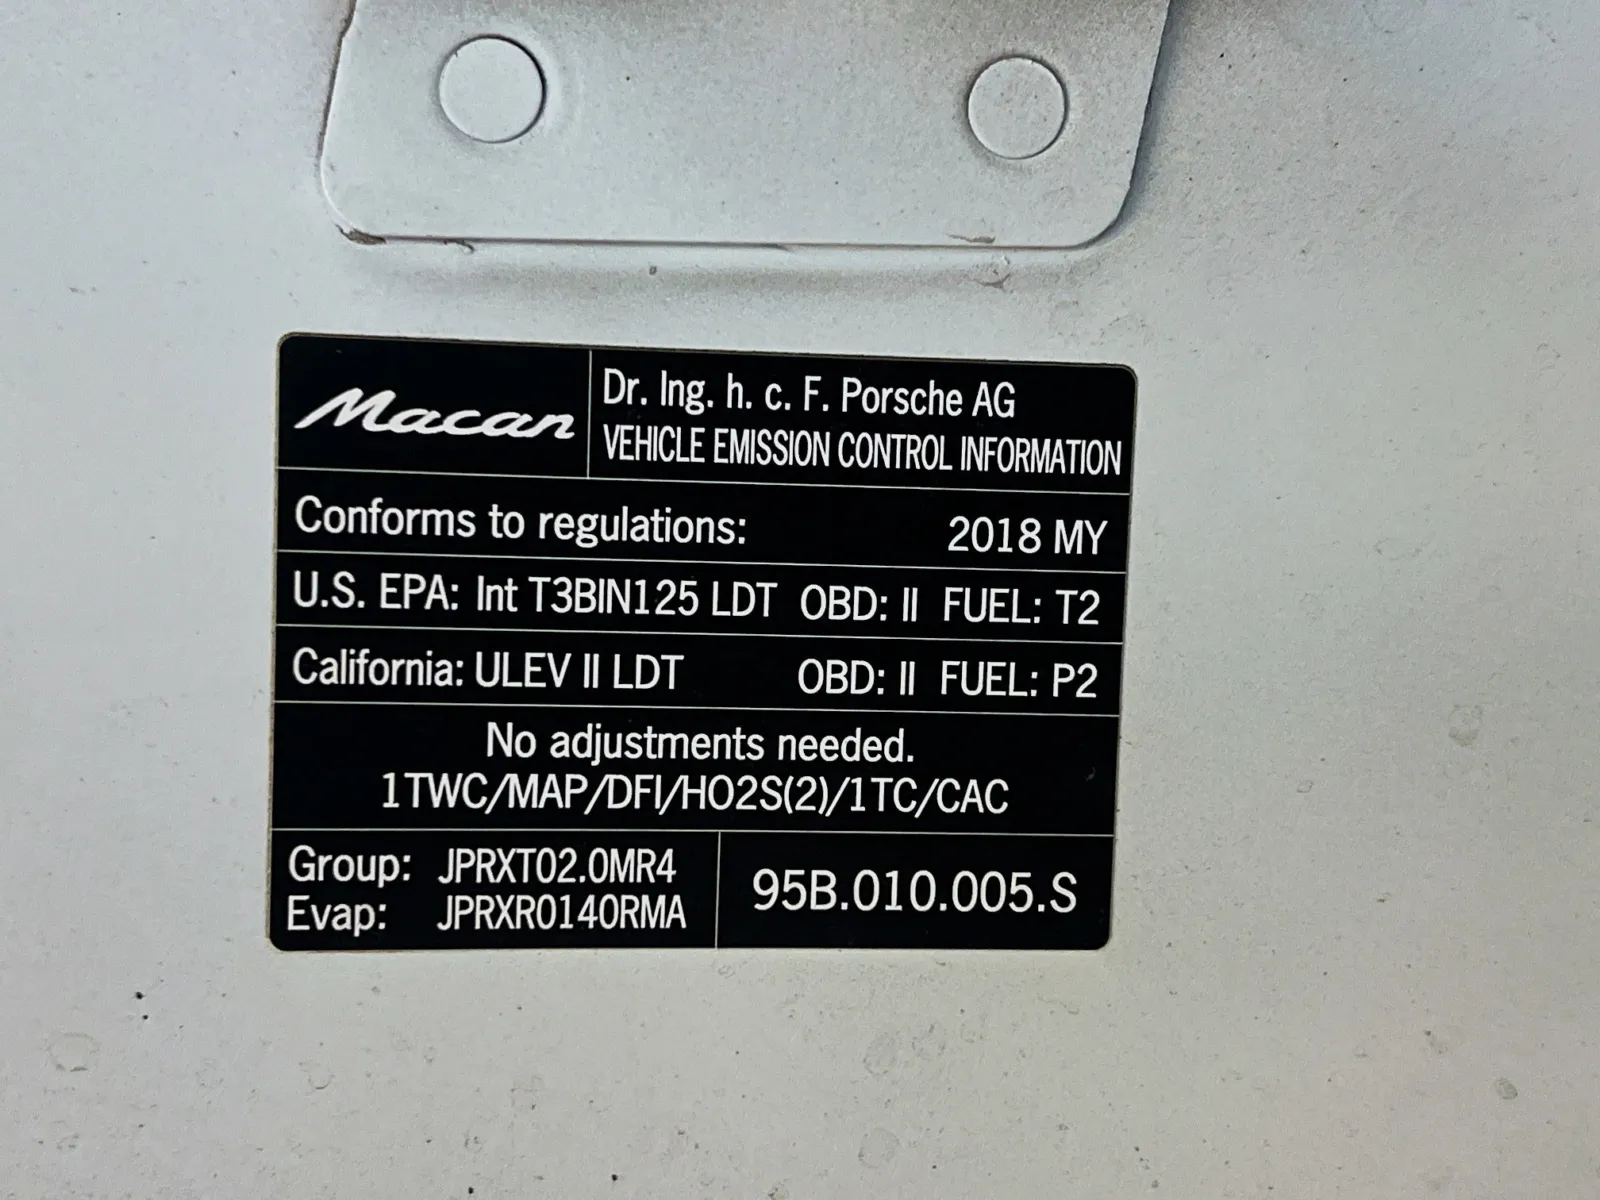 Macan
Dr. Ing. h. c. F. Porsche AG
VEHICLE EMISSION CONTROL INFORMATION
Conforms to regulations: 2018 MY
U.S. EPA: Int T3BIN125 LDT OBD: II FUEL: T2
California: ULEV II LDT OBD: II FUEL: P2
No adjustments needed.
1TWC/MAP/DFI/HO2S(2)/1TC/CAC
Group: JPRXT02.0MR4
Evap: JPRXR0140RMA
95B.010.005.S